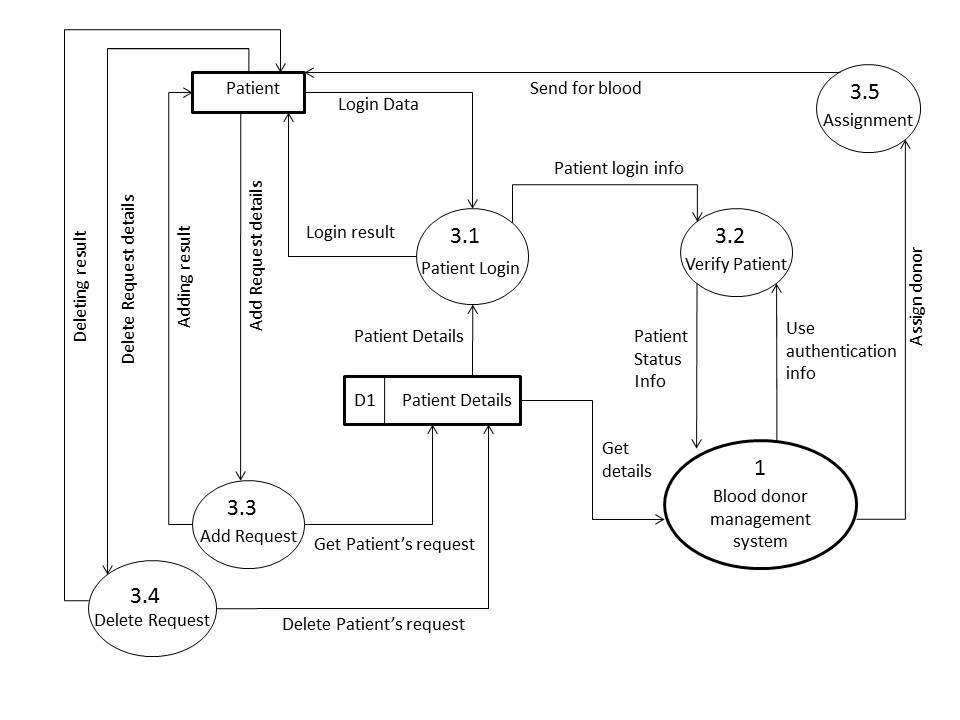 Patient
Login Data
Send for blood
3.5
Assignment
Patient login info
Login result
3.1
Patient Login
3.2
Verify Patient
Deleting result
Delete Request details
Adding result
Add Request details
Assign donor
Patient Details
Patient
Status
Info
Use
authentication
info
D1
Patient Details
Get
details
1
Blood donor
management
system
3.3
Add Request
Get Patient’s request
3.4
Delete Request
Delete Patient’s request